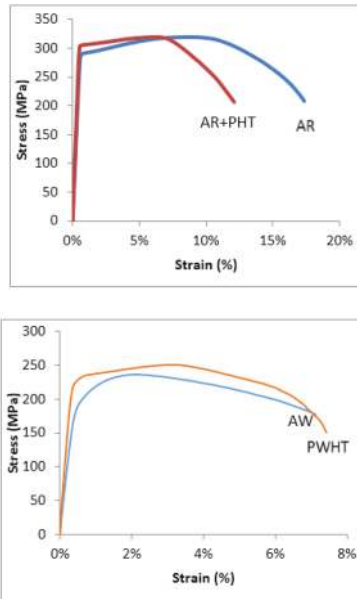 350
300
250
200
150
100
50
0
Stress (MPa)
AR+PHT AR
0% 5% 10% 15% 20%
Strain (%)
300
250
200
150
100
50
0
Stress (MPa)
AW
PWHT
0% 2% 4% 6% 8%
Strain (%)